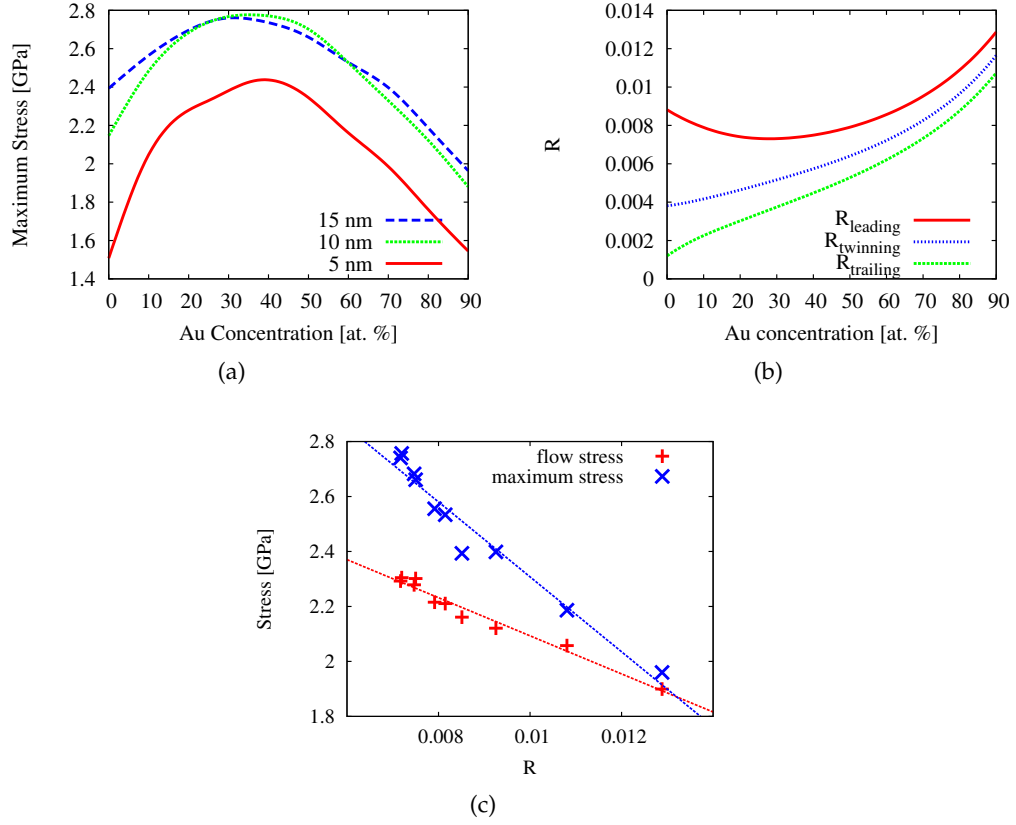 2.8
2.6
2.4
2.2
2
1.8
1.6
1.4
Maximum Stress [GPa]
15 nm
10 nm
5 nm
0 10 20 30 40 50 60 70 80 90
Au Concentration [at. %]
(a)
0.014
0.012
0.01
0.008
0.006
0.004
0.002
0
R
R_leading
R_twinning
R_trailing
0 10 20 30 40 50 60 70 80 90
Au concentration [at. %]
(b)
2.8
2.6
2.4
2.2
2
1.8
Stress [GPa]
flow stress
maximum stress
0.008 0.01 0.012
R
(c)